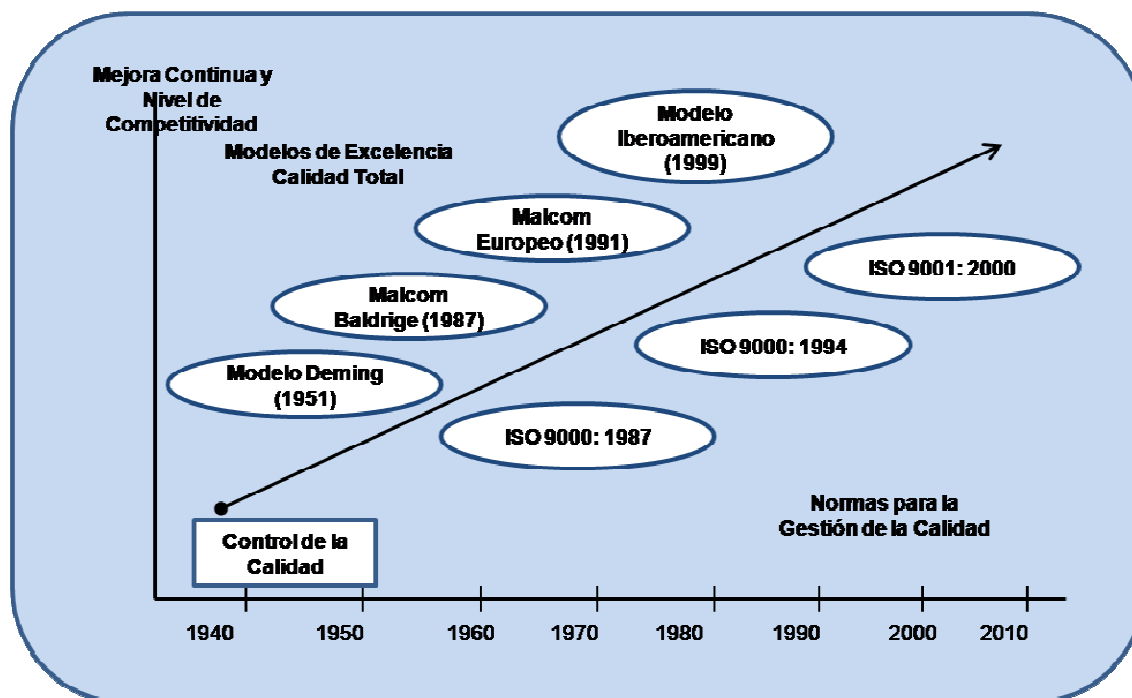 Mejora Continua y
Nivel de
Competitividad
Modelos de Excelencia
Calidad Total
Modelo
Iberoamericano
(1999)
Malcom
Europeo (1991)
Malcom
Baldrige (1987)
Modelo Deming
(1951)
ISO 9001: 2000
ISO 9000: 1994
ISO 9000: 1987
Normas para la
Gestión de la Calidad
Control de la
Calidad
1940 1950 1960 1970 1980 1990 2000 2010